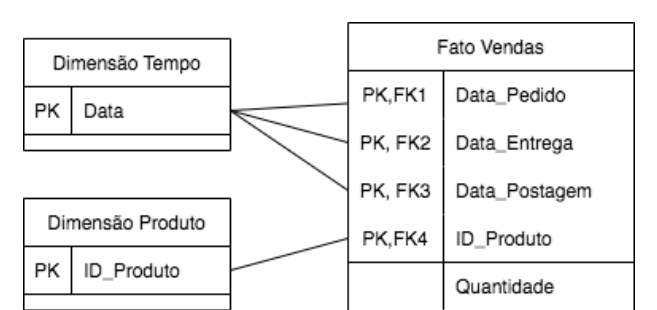 Dimensão Tempo
PK Data
Dimensão Produto
PK ID_Produto
Fato Vendas
PK,FK1 Data_Pedido
PK, FK2 Data_Entrega
PK, FK3 Data_Postagem
PK,FK4 ID_Produto
Quantidade